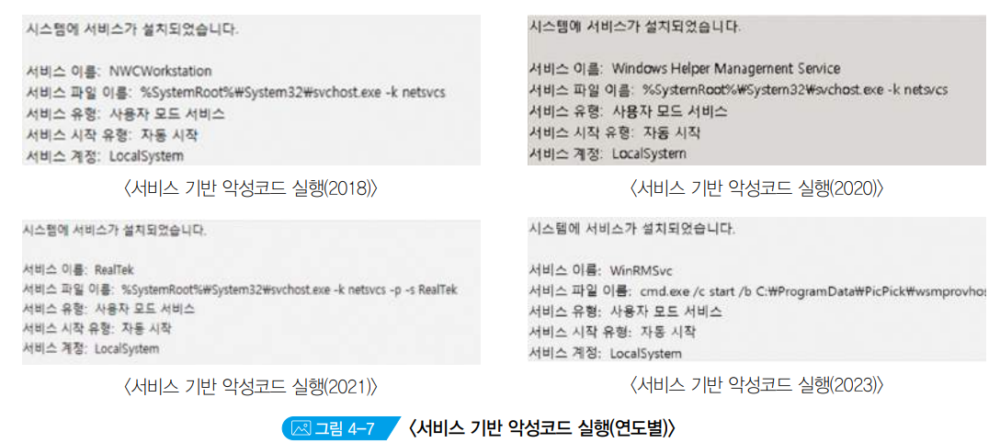 시스템에 서비스가 설치되었습니다.
서비스 이름: NWCWorkstation
서비스 파일 이름: %SystemRoot%₩System32₩svchost.exe -k netsvcs
서비스 유형: 사용자 모드 서비스
서비스 시작 유형: 자동 시작
서비스 계정: LocalSystem
〈서비스 기반 악성코드 실행(2018)〉
시스템에 서비스가 설치되었습니다.
서비스 이름: Windows Helper Management Service
서비스 파일 이름: %SystemRoot%₩System32₩svchost.exe -k netsvcs
서비스 유형: 사용자 모드 서비스
서비스 시작 유형: 자동 시작
서비스 계정: LocalSystem
〈서비스 기반 악성코드 실행(2020)〉
시스템에 서비스가 설치되었습니다.
서비스 이름: RealTek
서비스 파일 이름: %SystemRoot%₩System32₩svchost.exe -k netsvcs -p -s RealTek
서비스 유형: 사용자 모드 서비스
서비스 시작 유형: 자동 시작
서비스 계정: LocalSystem
〈서비스 기반 악성코드 실행(2021)〉
시스템에 서비스가 설치되었습니다.
서비스 이름: WinRMSvc
서비스 파일 이름: cmd.exe /c start /b C:₩ProgramData₩PicPick₩wsmprovhos
서비스 유형: 사용자 모드 서비스
서비스 시작 유형: 자동 시작
서비스 계정: LocalSystem
〈서비스 기반 악성코드 실행(2023)〉
그림 4-7 〈서비스 기반 악성코드 실행(연도별)〉